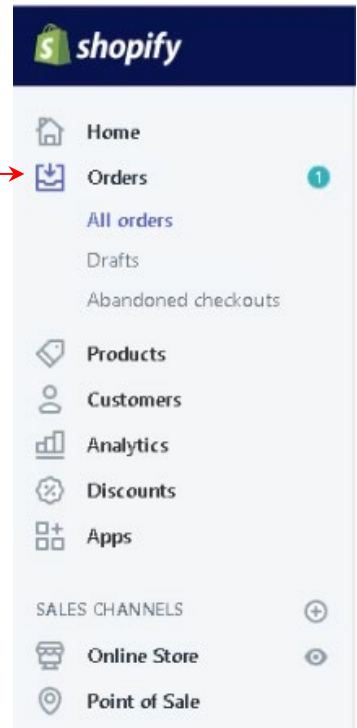 shopify
Home
Orders 1
All orders
Drafts
Abandoned checkouts
Products
Customers
Analytics
Discounts
Apps
SALES CHANNELS
Online Store
Point of Sale